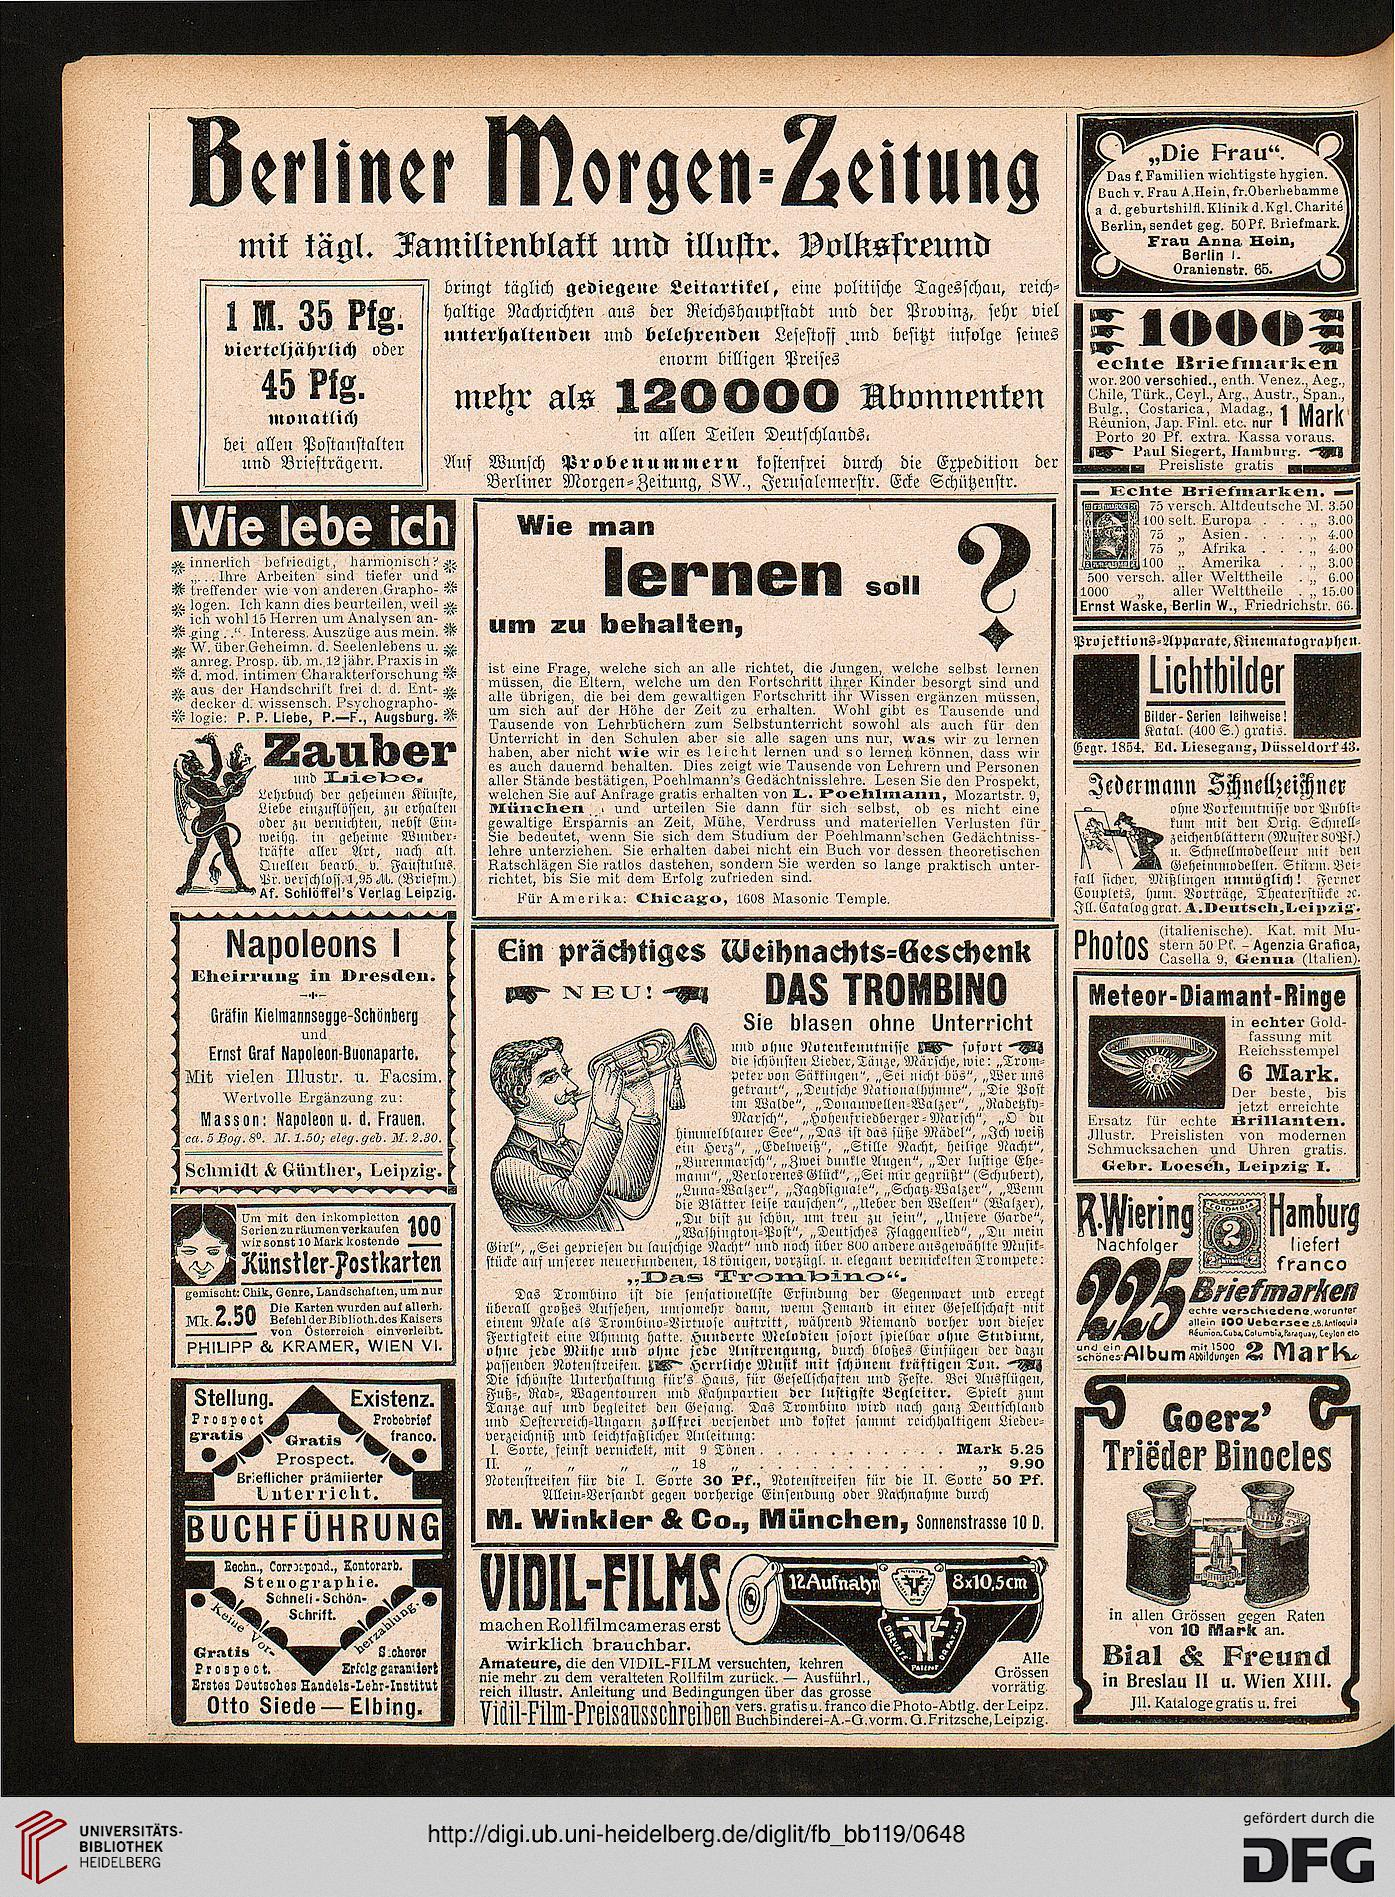 Berliner Morgen-Zeitung
mit tägl. Familienblatt und illustr. Volksfreund
1 M. 35 Pfg.
vierteljährlich oder
45 Pfg.
monatlich
bei allen Postanstalten
und Briefträgern.
bringt täglich gediegene Leitartikel, eine politische Tagesschau, reich-
haltige Nachrichten aus der Reichshauptstadt und der Provinz, sehr viel
unterhaltenden und belehrenden Lesestoff und besitzt infolge seines
enorm billigen Preises
mehr als 120000 Abonnenten
in allen Teilen Deutschlands.
Auf Wunsch Probenummern kostenfrei durch die Expedition der
Berliner Morgen-Zeitung, SW., Jerusalemerstr. Ecke Schützenstr.
Wie lebe ich
innerlich befriedigt, harmonisch?
„... Ihre Arbeiten sind tiefer und
treffender wie von anderen Grapho-
logen. Ich kann dies beurteilen, weil
ich wohl 15 Herren um Analysen an-
ging . .“. Interess. Auszüge aus mein.
W. über Geheimn. d. Seelenlebens u.
anreg. Prosp. üb. m. 12jähr. Praxis in
d. mod. intimen Charakterforschung
aus der Handschrift frei d. d. Ent-
decker d. wissensch. Psychographo-
logie: P. P. Liebe, P.—F., Augsburg.
Zauber
und Liebe.
Lehrbuch der geheimen Künste,
Liebe einzuflößen, zu erhalten
oder zu vernichten, nebst Ein-
weihg. in geheime Wunder-
kräfte aller Art, nach alt.
Quellen bearb. v. Faustulus.
Pr. verschloss. 1,95 M. (Briefm.)
Af. Schlöffel's Verlag Leipzig.
Napoleons I
Eheirrung in Dresden.
Gräfin Kielmannsegge-Schönberg
und
Ernst Graf Napoleon-Buonaparte.
Mit vielen Illustr. u. Facsim.
Wertvolle Ergänzung zu:
Masson: Napoleon u. d. Frauen.
ca. 5 Bog. 8°. M. 1.50; eleg. geb. M. 2.30.
Schmidt & Günther, Leipzig.
Um mit den inkompletten
Serien zu räumen verkaufen
wir sonst 10 Mark kostende
100
Künstler-Postkarten
gemischt: Chik, Genre, Landschaften, um nur
Mk. 2.50
Die Karten wurden auf allerh.
Befehl der Biblioth. des Kaisers
von Österreich einverleibt.
PHILIPP & KRAMER, WIEN VI.
Stellung. Existenz.
Prospect gratis
Probebrief franco.
Gratis
Prospect.
Brieflicher prämiierter
Unterricht.
BUCHFÜHRUNG
Rechn., Correspond., Kontorarb.
Stenographie.
Schnell-Schön-
Schrift.
Keine Vor-
herzahlung.
Gratis
Prospect.
Sicherer
Erfolg garantiert
Erstes Deutsches Handels-Lehr-Institut
Otto Siede — Elbing.
Wie man
lernen soll
um zu behalten,
?
ist eine Frage, welche sich an alle richtet, die Jungen, welche selbst lernen
müssen, die Eltern, welche um den Fortschritt ihrer Kinder besorgt sind und
alle übrigen, die bei dem gewaltigen Fortschritt ihr Wissen ergänzen müssen,
um sich auf der Höhe der Zeit zu erhalten. Wohl gibt es Tausende und
Tausende von Lehrbüchern zum Selbstunterricht sowohl als auch für den
Unterricht in den Schulen aber sie alle sagen uns nur, was wir zu lernen
haben, aber nicht wie wir es leicht lernen und so lernen können, dass wir
es auch dauernd behalten. Dies zeigt wie Tausende von Lehrern und Personen
aller Stände bestätigen, Poehlmann's Gedächtnisslehre. Lesen Sie den Prospekt,
welchen Sie auf Anfrage gratis erhalten von L. Poehlmann, Mozartstr. 9,
München und urteilen Sie dann für sich selbst, ob es nicht eine
gewaltige Ersparnis an Zeit, Mühe, Verdruss und materiellen Verlusten für
Sie bedeutet, wenn Sie sich dem Studium der Poehlmann'schen Gedächtniss-
lehre unterziehen. Sie erhalten dabei nicht ein Buch vor dessen theoretischen
Ratschlägen Sie ratlos dastehen, sondern Sie werden so lange praktisch unter-
richtet, bis Sie mit dem Erfolg zufrieden sind.
Für Amerika: Chicago, 1608 Masonic Temple.
Ein prächtiges Weihnachts-Geschenk
NEU! DAS TROMBINO
Sie blasen ohne Unterricht
und ohne Notenkenntnisse sofort
die schönsten Lieder, Tänze, Märsche, wie: „Trom-
peter von Säkkingen“, „Sei nicht bös“, „Wer uns
getraut“, „Deutsche Nationalhymne“, „Die Post
im Walde“, „Donauwellen-Walzer“, „Radetzky-
Marsch“, „Hohenfriedberger-Marsch“, „O du
himmelblauer See“, „Das ist das süße Mädel“, „Ich weiß
ein Herz“, „Edelweiß“, „Stille Nacht, heilige Nacht“,
„Burenmarsch“, „Zwei dunkle Augen“, „Der lustige Ehe-
mann“, „Verlorenes Glück“, „Sei mir gegrüßt“ (Schubert),
„Luna-Walzer“, „Jagdsignale“, „Schatz-Walzer“, „Wenn
die Blätter leise rauschen“, „Ueber den Wellen“ (Walzer),
„Du bist zu schön, um treu zu sein“, „Unsere Garde“,
„Washington-Post“, „Deutsches Flaggenlied“, „Du mein
Girl“, „Sei gepriesen du lauschige Nacht“ und noch über 800 andere ausgewählte Musik-
stücke auf unserer neuerfundenen, 18 tönigen, vorzügl. u. elegant vernickelten Trompete:
„Das Trombino“.
Das Trombino ist die sensationellste Erfindung der Gegenwart und erregt
überall großes Aufsehen, umsomehr dann, wenn Jemand in einer Gesellschaft mit
einem Male als Trombino-Virtuose auftritt, während Niemand vorher von dieser
Fertigkeit eine Ahnung hatte. Hunderte Melodien sofort spielbar ohne Studium,
ohne jede Mühe und ohne jede Anstrengung, durch bloßes Einfügen der dazu
passenden Notenstreifen. Herrliche Musik mit schönem kräftigen Ton.
Die schönste Unterhaltung für's Haus, für Gesellschaften und Feste. Bei Ausflügen,
Fuß-, Rad-, Wagentouren und Kahnpartien der lustigste Begleiter. Spielt zum
Tanze auf und begleitet den Gesang. Das Trombino wird nach ganz Deutschland
und Oesterreich-Ungarn zollfrei versendet und kostet sammt reichhaltigem Lieder-
verzeichniß und leichtfaßlicher Anleitung:
I. Sorte, feinst vernickelt, mit 9 Tönen . . . . . . . . . . . Mark 5.25
II. „ „ „ „ 18 „ . . . . . . . . . . . „ 9.90
Notenstreifen für die I. Sorte 30 Pf., Notenstreifen für die II. Sorte 50 Pf.
Allein-Versandt gegen vorherige Einsendung oder Nachnahme durch
M. Winkler & Co., München, Sonnenstrasse 10 D.
VIDIL-FILMS
machen Rollfilmcameras erst
wirklich brauchbar.
12 Aufnahm
8x10,5cm
PATENT
Alle
Grössen
vorrätig.
Amateure, die den VIDIL-FILM versuchten, kehren
nie mehr zu dem veralteten Rollfilm zurück. — Ausführl.,
reich illustr. Anleitung und Bedingungen über das grosse
Vidil-Film-Preisausschreiben vers. gratis u. franco die Photo-Abtlg. der Leipz.
Buchbinderei-A.-G. vorm. G. Fritzsche, Leipzig.
„Die Frau“.
Das f. Familien wichtigste hygien.
Buch v. Frau A. Hein, fr. Oberhebamme
a d. geburtshilfl. Klinik d. Kgl. Charité
Berlin, sendet geg. 50 Pf. Briefmark.
Frau Anna Hein,
Berlin I.
Oranienstr. 65.
1000
echte Briefmarken
wor. 200 verschied., enth. Venez., Aeg.,
Chile, Türk., Ceyl., Arg., Austr., Span.,
Bulg., Costarica, Madag.,
Réunion, Jap. Finl. etc. nur 1 Mark
Porto 20 Pf. extra. Kassa voraus.
Paul Siegert, Hamburg.
Preisliste gratis
Echte Briefmarken.
75 versch. Altdeutsche M. 3.50
100 selt. Europa . . . „ 3.00
75 „ Asien . . . . „ 4.00
75 „ Afrika . . . „ 4.00
100 „ Amerika . . „ 3.00
500 versch. aller Weltteile . „ 6.00
1000 „ aller Weltteile . „ 15.00
Ernst Waske, Berlin W., Friedrichstr. 66.
Projektions-Apparate, Kinematographen.
Lichtbilder
Bilder-Serien leihweise!
Katal. (400 S.) gratis.
Gegr. 1854. Ed. Liesegang, Düsseldorf 43.
Jedermann Schnellzeichner
ohne Vorkenntnisse vor Publi-
kum mit den Orig. Schnell-
zeichenblättern (Muster 80 Pf.)
u. Schnellmodelleur mit den
Geheimmodellen. Stürm. Bei-
fall sicher, Mißlingen unmöglich! Ferner
Couplets, hum. Vorträge, Theaterstücke 2c.
Ill. Catalog grat. A. Deutsch, Leipzig.
Photos
(italienische). Kat. mit Mu-
stern 50 Pf. – Agenzia Grafica,
Casella 9, Genua (Italien).
Meteor-Diamant-Ringe
in echter Gold-
fassung mit
Reichsstempel
6 Mark.
Der beste, bis
jetzt erreichte
Ersatz für echte Brillanten.
Jllustr. Preislisten von modernen
Schmucksachen und Uhren gratis.
Gebr. Loesch, Leipzig I.
R. Wiering Hamburg
Nachfolger
2
liefert
franco
225 Briefmarken
echte verschiedene, worunter
allein 100 Uebersee z.B. Antioquia
Réunion, Cuba, Columbia, Paraguay, Ceylon etc
und ein
schönes Album mit 1500
Abbildungen 2 Mark.
Goerz'
Triëder Binocles
in allen Grössen gegen Raten
von 10 Mark an.
Bial & Freund
in Breslau II u. Wien XIII.
Jll. Kataloge gratis u. frei
UNIVERSITÄTS-
BIBLIOTHEK
HEIDELBERG
http://digi.ub.uni-heidelberg.de/diglit/fb_bb119/0648
gefördert durch die
DFG